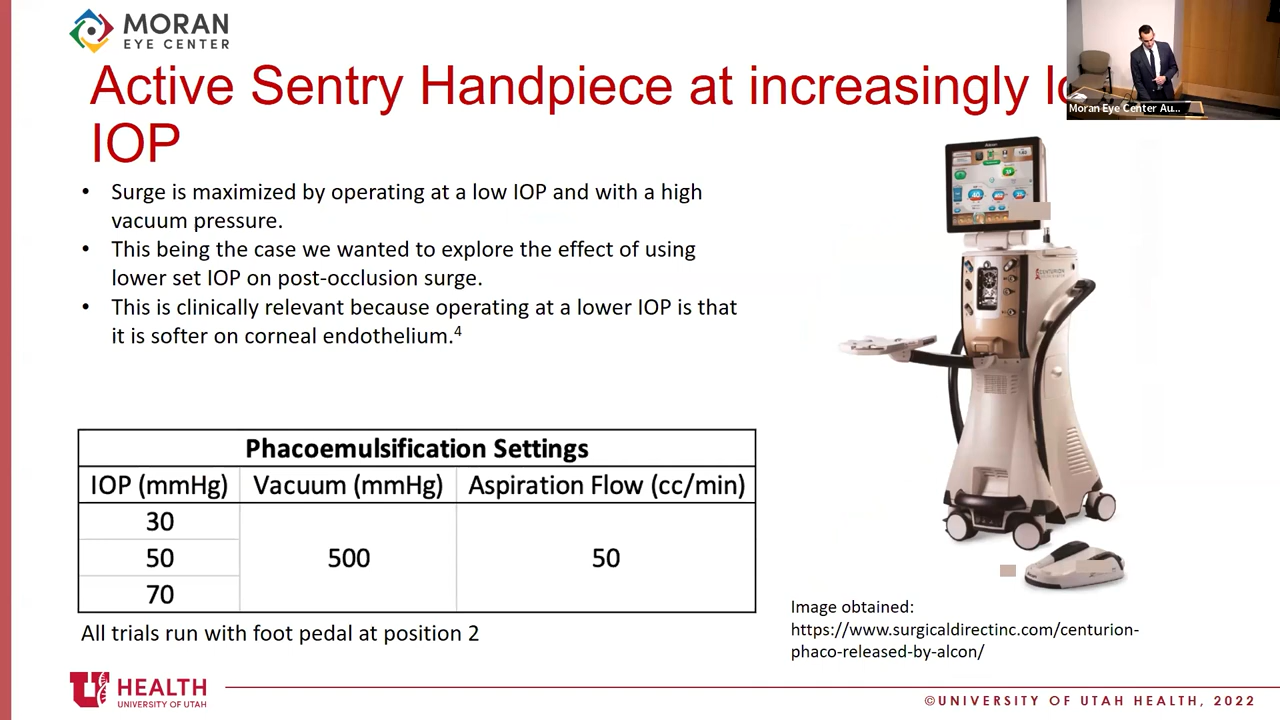 MORAN
EYE CENTER
Active Sentry Handpiece at increasingly
IOP
Moran Eye Center Au...
• Surge is maximized by operating at a low IOP and with a high
vacuum pressure.
• This being the case we wanted to explore the effect of using
lower set IOP on post-occlusion surge.
• This is clinically relevant because operating at a lower IOP is that
it is softer on corneal endothelium.⁴
CENTURION
Phacoemulsification Settings
IOP (mmHg) Vacuum (mmHg) Aspiration Flow (cc/min)
30
50 500 50
70
All trials run with foot pedal at position 2
Image obtained:
https://www.surgicaldirectinc.com/centurion-
phaco-released-by-alcon/
U HEALTH
UNIVERSITY OF UTAH
©UNIVERSITY OF UTAH HEALTH, 2022